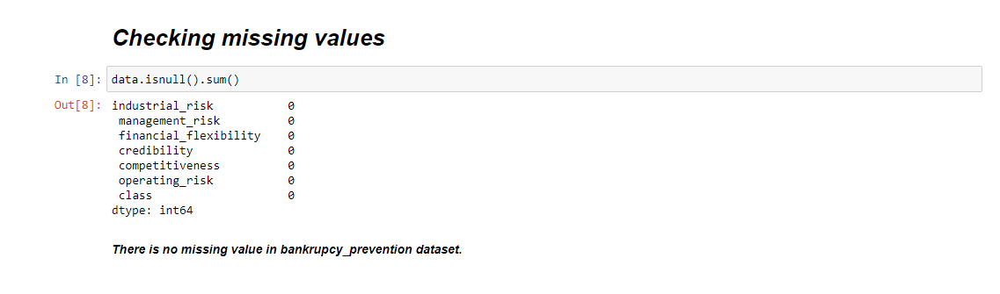 Checking missing values
In [8]: data.isnull().sum()
Out[8]: industrial_risk 0
management_risk 0
financial_flexibility 0
credibility 0
competitiveness 0
operating_risk 0
class 0
dtype: int64
There is no missing value in bankrupcy_prevention dataset.